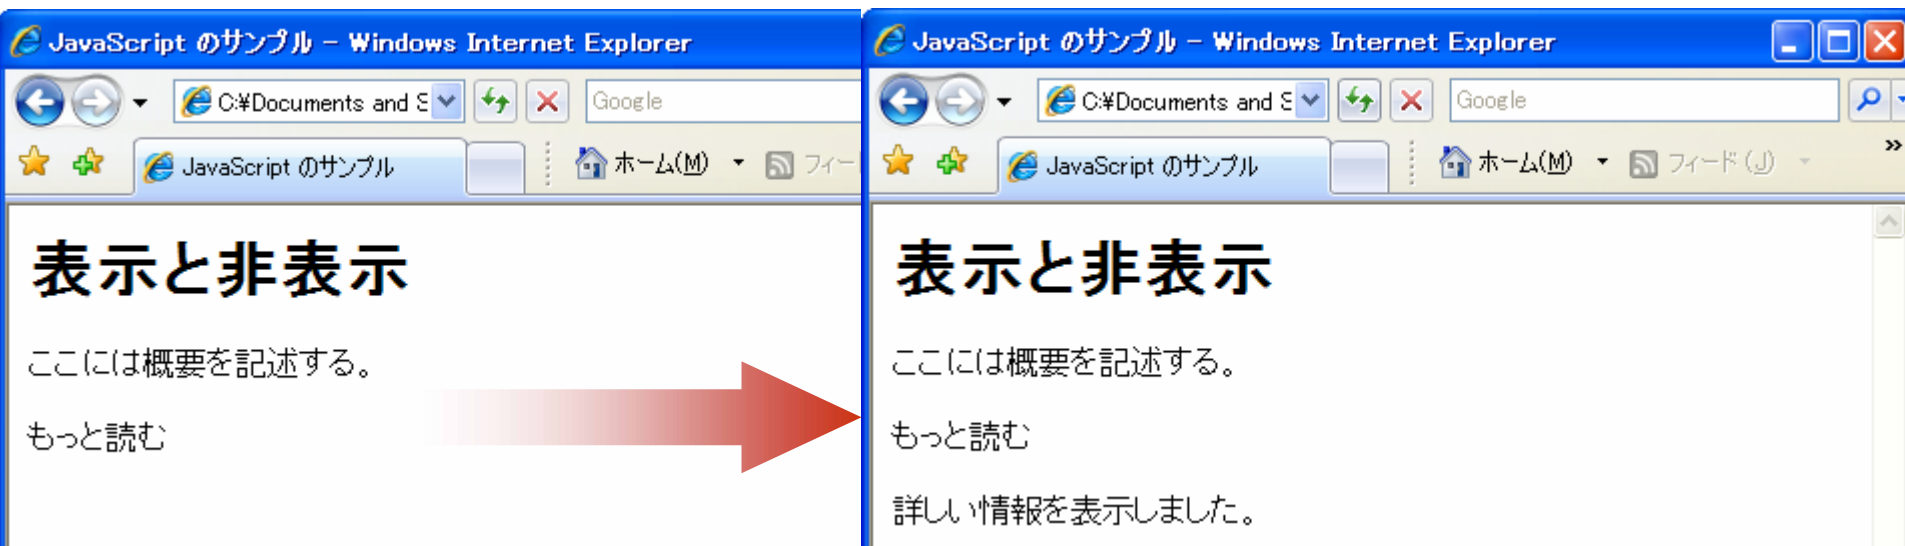 JavaScript のサンプル - Windows Internet Explorer
C:¥Documents and S
Google
JavaScript のサンプル
ホーム(M)
フィー
表示と非表示
ここには概要を記述する。
もっと読む
JavaScript のサンプル - Windows Internet Explorer
C:¥Documents and S
Google
JavaScript のサンプル
ホーム(M)
フィード(J)
»
表示と非表示
ここには概要を記述する。
もっと読む
詳しい情報を表示しました。